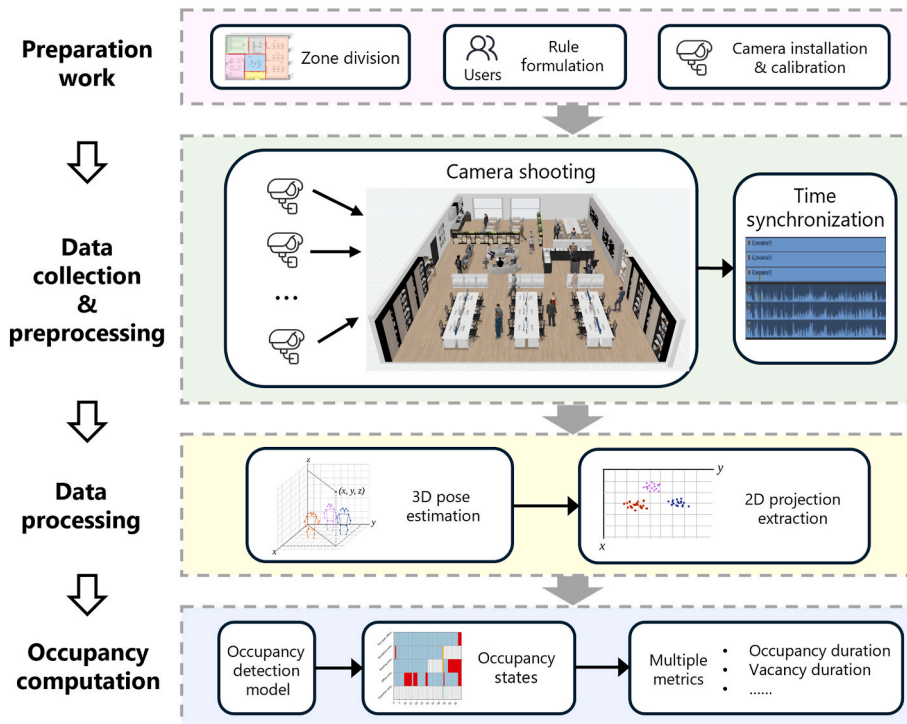 Preparation
work
Zone division
Users
Rule
formulation
Camera installation
& calibration
Data
collection
&
preprocessing
Camera shooting
...
Time
synchronization
Data
processing
z
(x, y, z)
y
x
3D pose
estimation
y
x
2D projection
extraction
Occupancy
computation
Occupancy
detection
model
Occupancy
states
Multiple
metrics
• Occupancy duration
• Vacancy duration
• ......